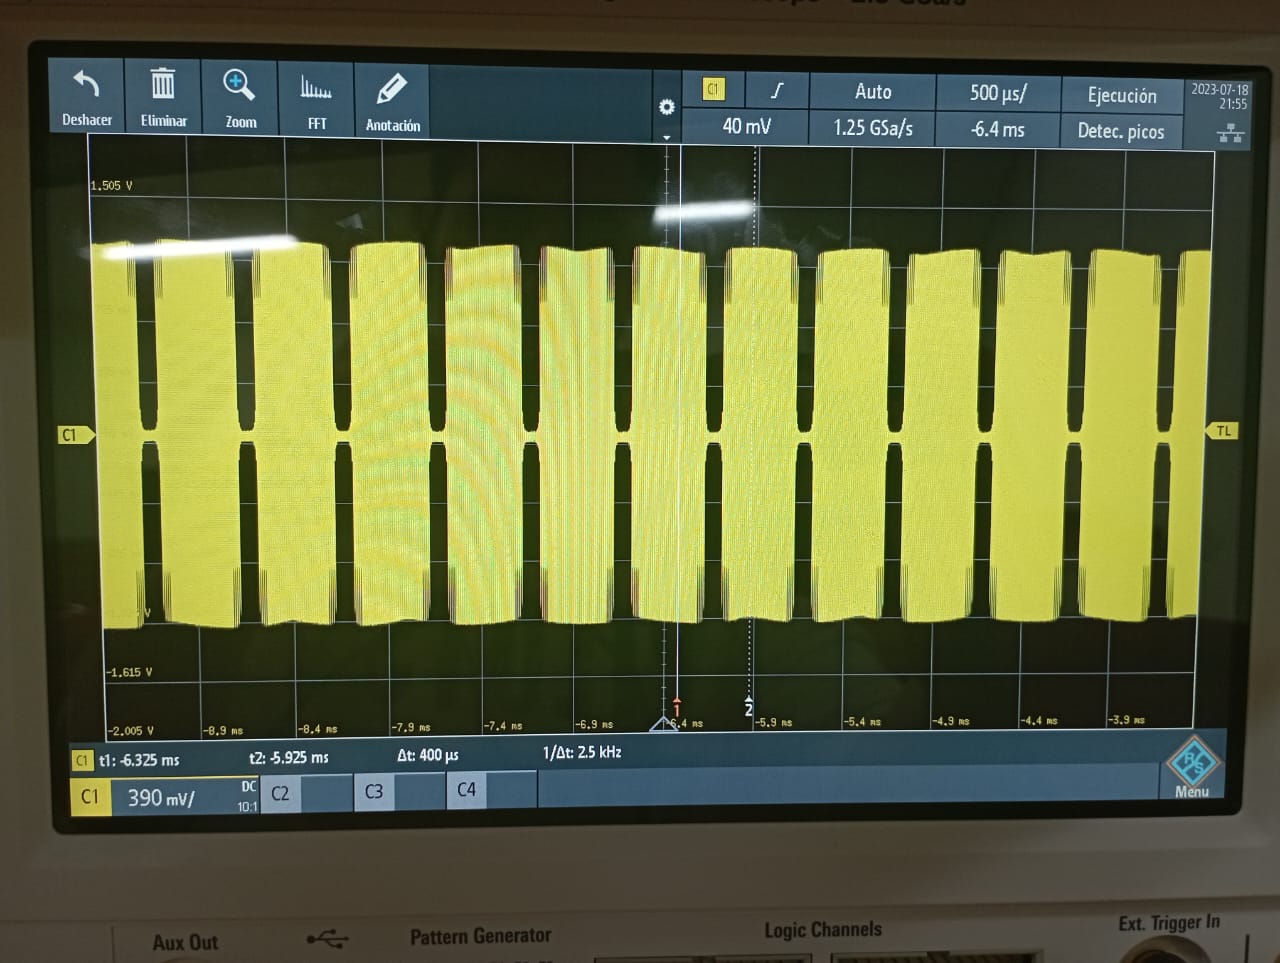 GSa/s
Deshacer Eliminar Zoom FFT Anotación
C1 Auto 500 µs/ Ejecución 2023-07-18
21:55
40 mV 1.25 GSa/s -6.4 ms Detec. picos
1.505 V
C1 TL
V
-1.615 V
1 2
-2.005 V -8.9 ms -8.4 ms -7.9 ms -7.4 ms -6.9 ms -6.4 ms -5.9 ms -5.4 ms -4.9 ms -4.4 ms -3.9 ms
C1 t1: -6.325 ms t2: -5.925 ms Δt: 400 µs 1/Δt: 2.5 kHz
C1 390 mV/ DC 10:1 C2 C3 C4 R&S Menu
Aux Out Pattern Generator Logic Channels Ext. Trigger In